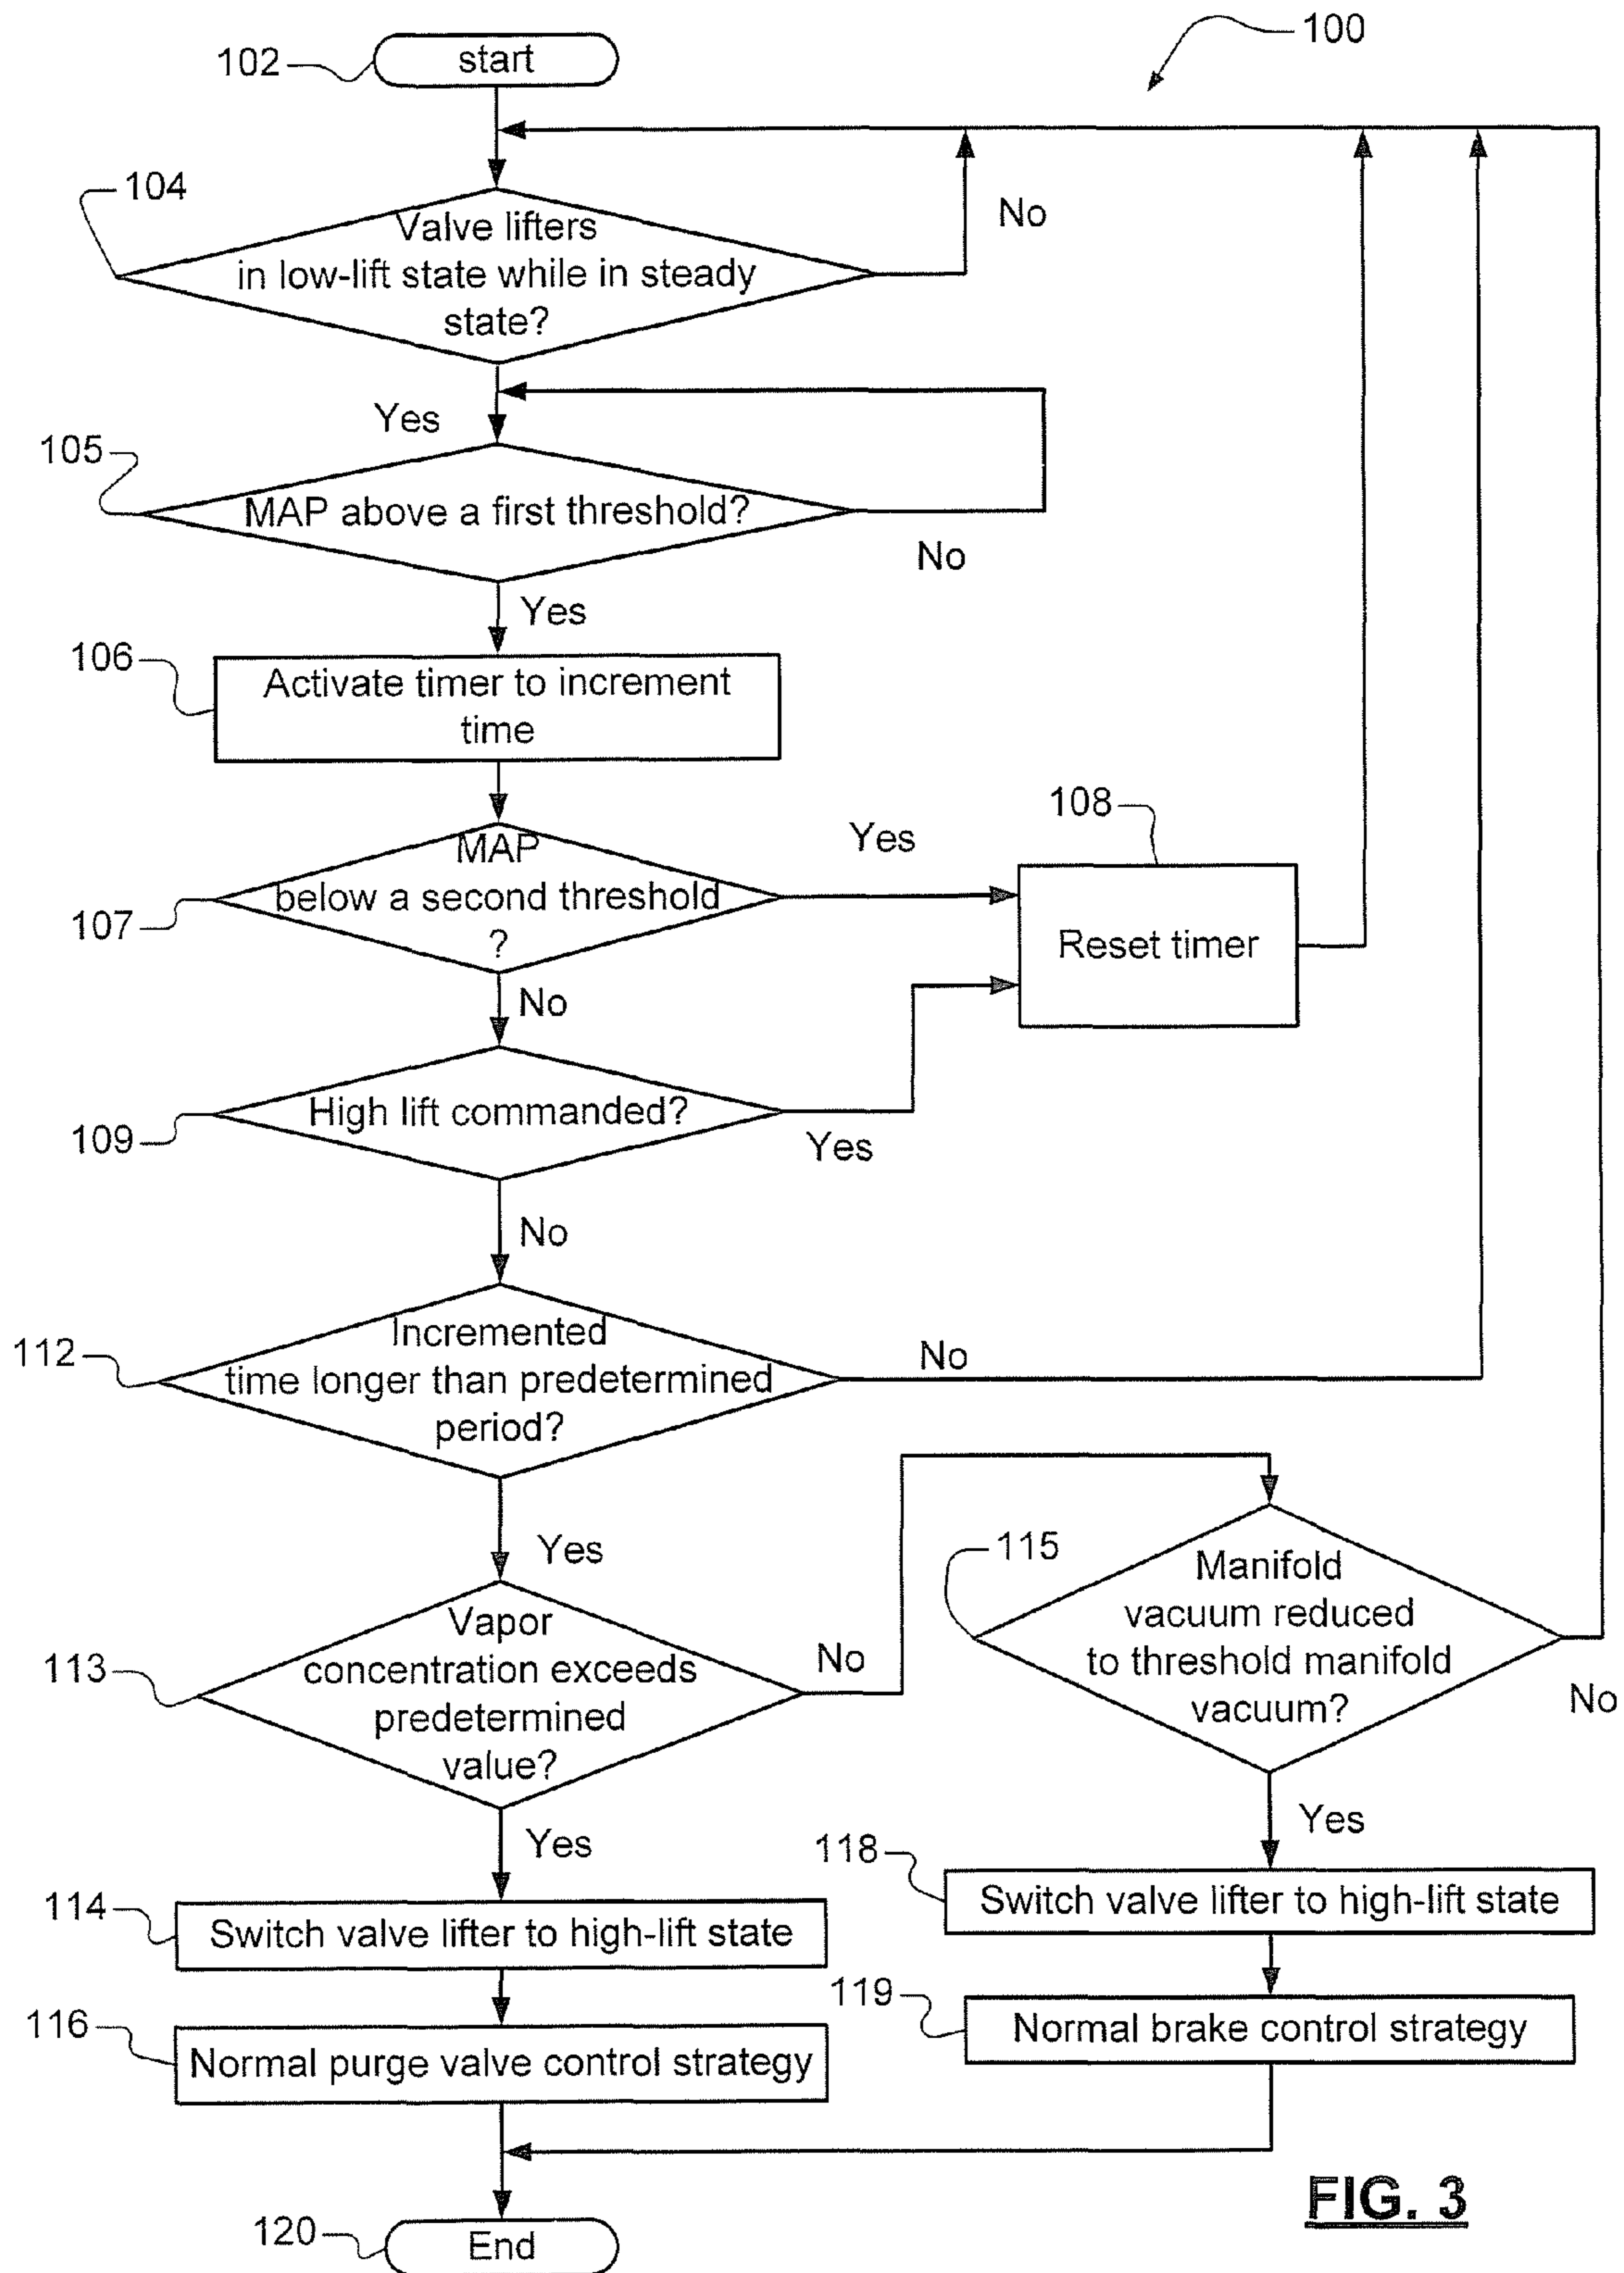 100
102
start
104
Valve lifters
in low-lift state while in steady
state?
No
Yes
105
MAP above a first threshold?
No
Yes
106
Activate timer to increment
time
107
MAP
below a second threshold
?
Yes
108
Reset timer
No
109
High lift commanded?
Yes
No
112
Incremented
time longer than predetermined
period?
No
Yes
113
Vapor
concentration exceeds
predetermined
value?
No
115
Manifold
vacuum reduced
to threshold manifold
vacuum?
No
Yes
Yes
114
Switch valve lifter to high-lift state
118
Switch valve lifter to high-lift state
116
Normal purge valve control strategy
119
Normal brake control strategy
120
End
FIG. 3